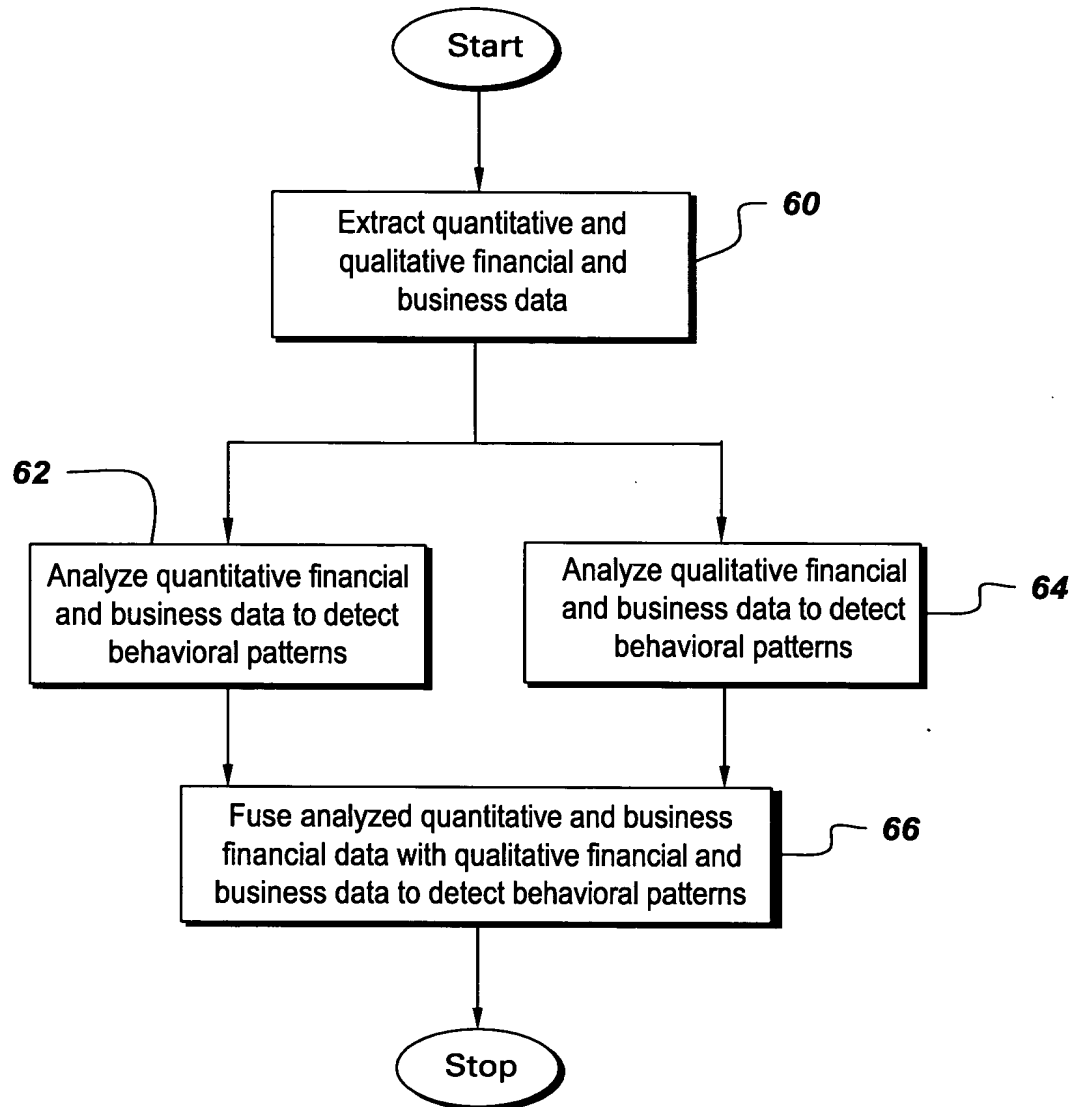 Start
60
Extract quantitative and
qualitative financial and
business data
62
Analyze quantitative financial
and business data to detect
behavioral patterns
Analyze qualitative financial
and business data to detect
behavioral patterns
64
Fuse analyzed quantitative and business
financial data with qualitative financial and
business data to detect behavioral patterns
66
Stop